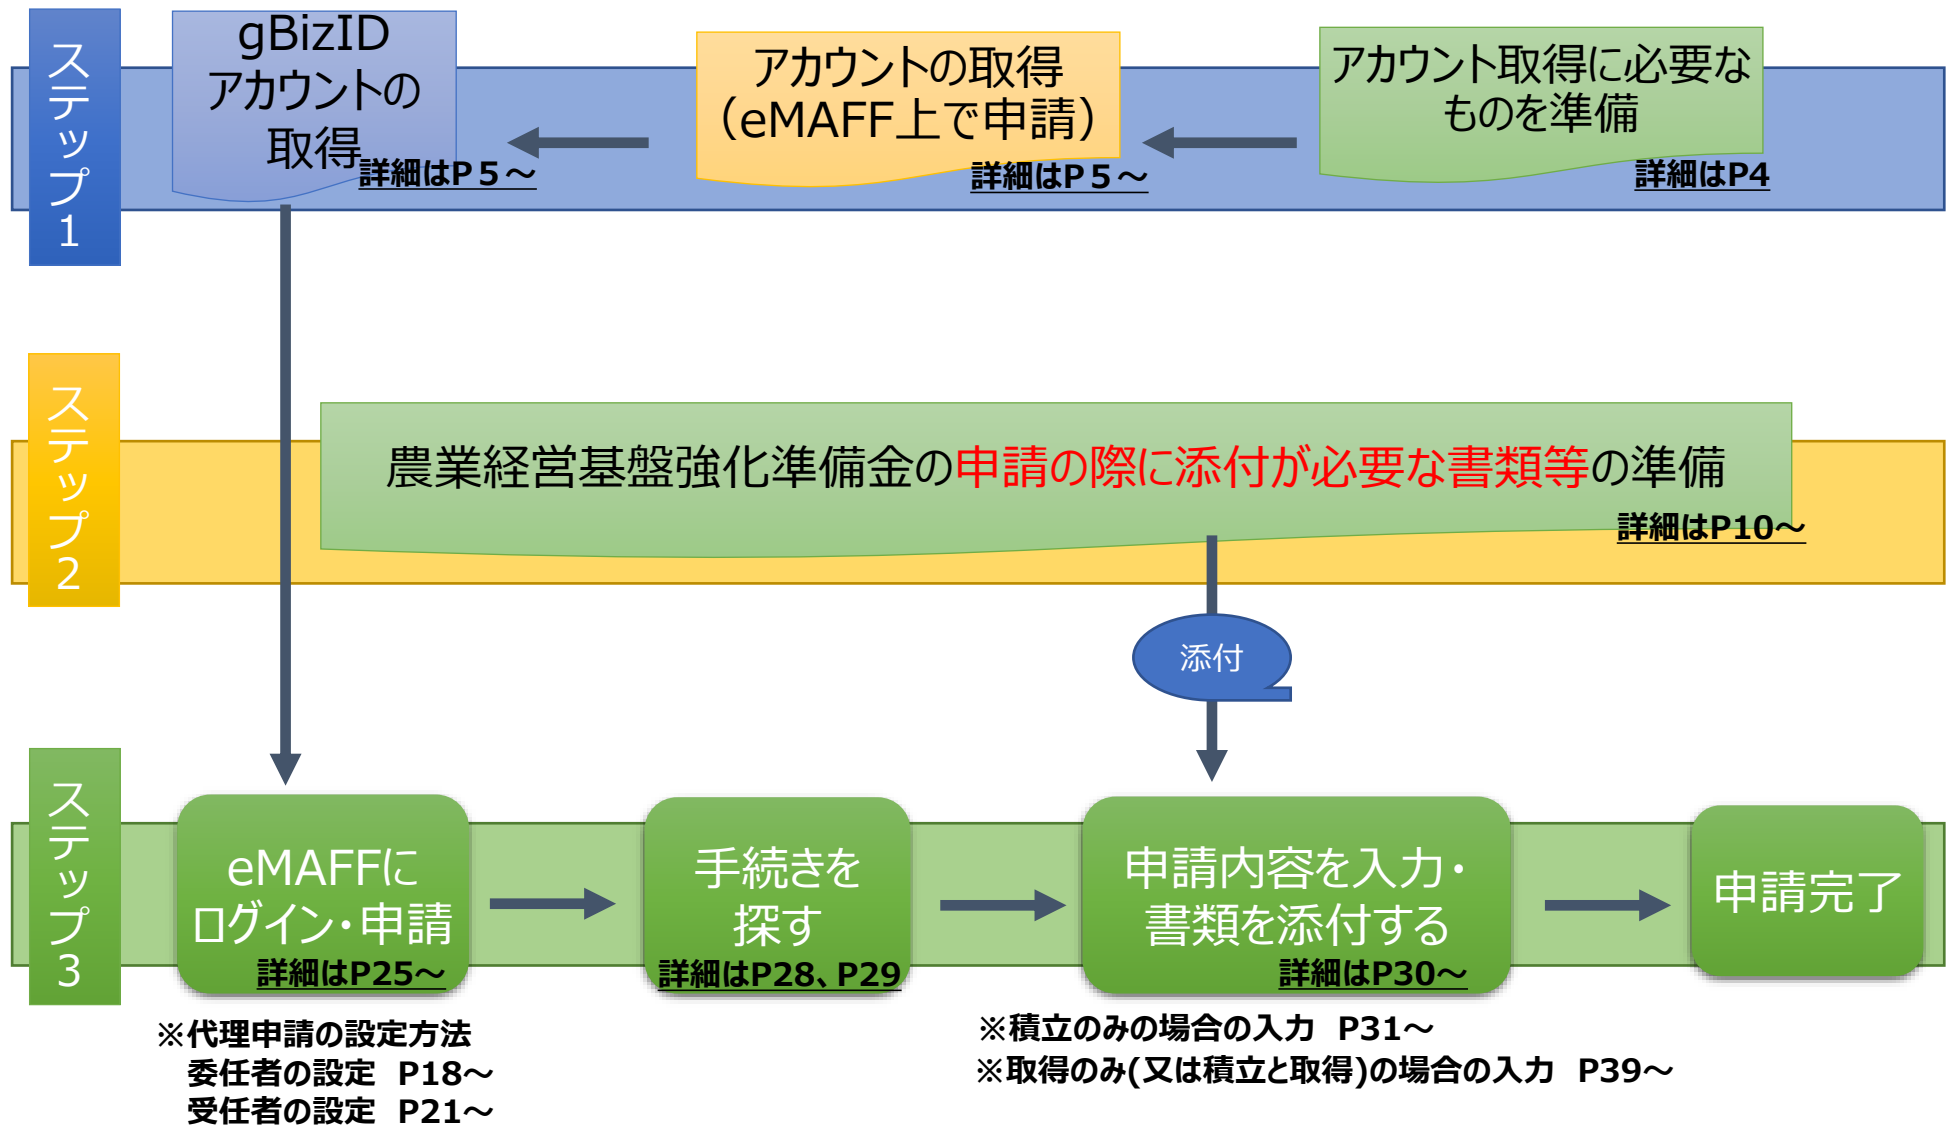 ステップ1
gBizID
アカウントの
取得
詳細はP５～
アカウントの取得
（eMAFF上で申請）
詳細はP５～
アカウント取得に必要な
ものを準備
詳細はP4
ステップ2
農業経営基盤強化準備金の申請の際に添付が必要な書類等の準備
詳細はP10～
添付
ステップ3
eMAFFに
ログイン・申請
詳細はP25～
手続きを
探す
詳細はP28、P29
申請内容を入力・
書類を添付する
詳細はP30～
申請完了
※代理申請の設定方法
委任者の設定　P18～
受任者の設定　P21～
※積立のみの場合の入力　P31～
※取得のみ(又は積立と取得)の場合の入力　P39～